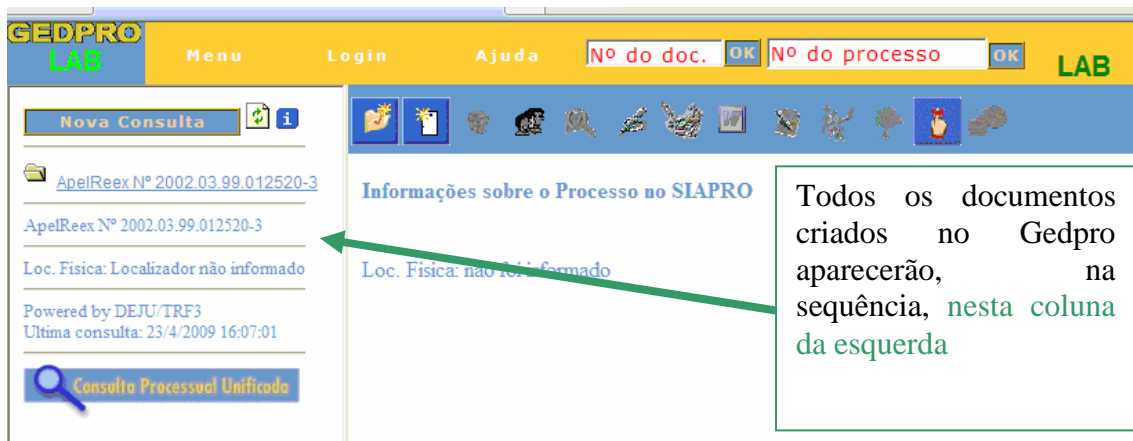 GEDPRO
LAB
Menu Login Ajuda Nº do doc. OK Nº do processo OK LAB
Nova Consulta
ApelReex Nº 2002.03.99.012520-3
ApelReex Nº 2002.03.99.012520-3
Loc. Fisica: Localizador não informado
Powered by DEJU/TRF3
Ultima consulta: 23/4/2009 16:07:01
Consulta Processual Unificada
Informações sobre o Processo no SIAPRO
Loc. Fisica: não foi informado
Todos os documentos
criados no Gedpro
aparecerão, na
sequência, nesta coluna
da esquerda